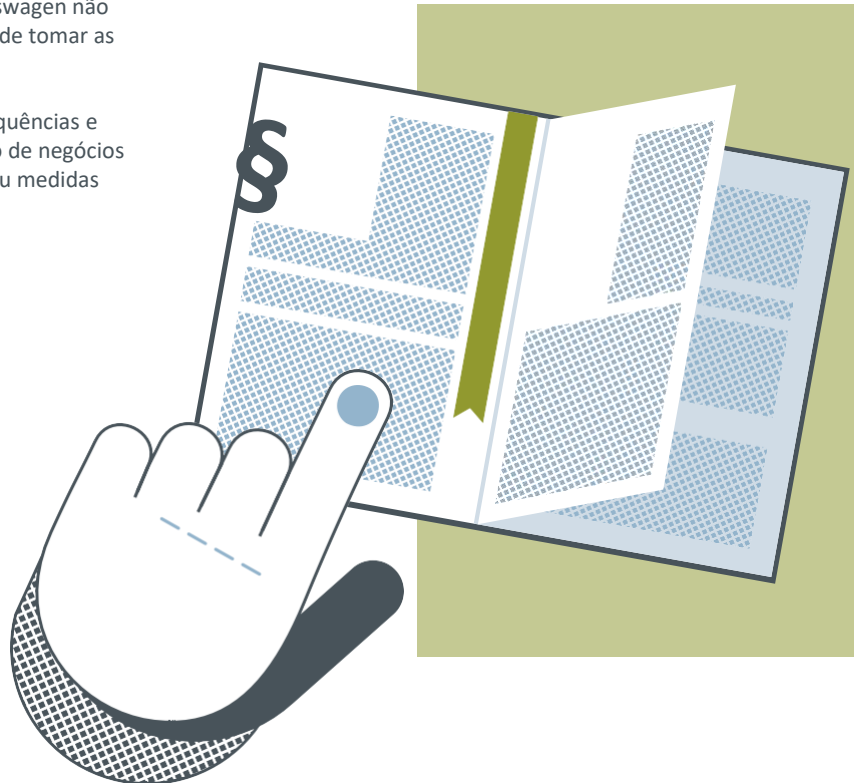 swagen não
de tomar as
quências e
o de negócios
u medidas
§